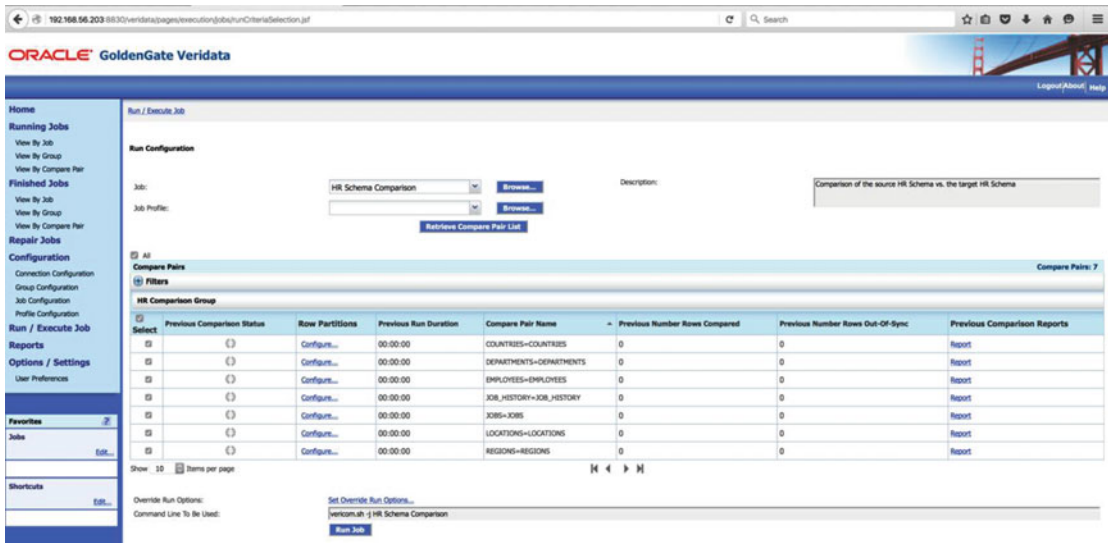 192.168.56.203:8830/veridata/pages/execution/jobs/runCriteriaSelection.jsf
Search
ORACLE GoldenGate Veridata
Logout About Help
Home
Running Jobs
View By Job
View By Group
View By Compare Pair
Finished Jobs
View By Job
View By Group
View By Compare Pair
Repair Jobs
Configuration
Connection Configuration
Group Configuration
Job Configuration
Profile Configuration
Run / Execute Job
Reports
Options / Settings
User Preferences
Favorites ?
Jobs
Edit...
Shortcuts
Edit...
Run / Execute Job
Run Configuration
Job: HR Schema Comparison Browse... Description: Comparison of the source HR Schema vs. the target HR Schema
Job Profile: Browse...
Retrieve Compare Pair List
All
Compare Pairs Compare Pairs: 7
Filters
HR Comparison Group
Select Previous Comparison Status Row Partitions Previous Run Duration Compare Pair Name Previous Number Rows Compared Previous Number Rows Out-Of-Sync Previous Comparison Reports
Configure... 00:00:00 COUNTRIES=COUNTRIES 0 0 Report
Configure... 00:00:00 DEPARTMENTS=DEPARTMENTS 0 0 Report
Configure... 00:00:00 EMPLOYEES=EMPLOYEES 0 0 Report
Configure... 00:00:00 JOB_HISTORY=JOB_HISTORY 0 0 Report
Configure... 00:00:00 JOBS=JOBS 0 0 Report
Configure... 00:00:00 LOCATIONS=LOCATIONS 0 0 Report
Configure... 00:00:00 REGIONS=REGIONS 0 0 Report
Show 10 Items per page
Override Run Options: Set Override Run Options...
Command Line To Be Used: vericom.sh -j HR Schema Comparison
Run Job